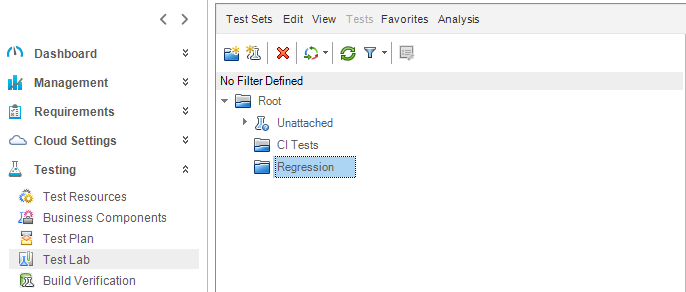 Test Sets Edit View Tests Favorites Analysis
Dashboard
Management
Requirements
Cloud Settings
Testing
Test Resources
Business Components
Test Plan
Test Lab
Build Verification
No Filter Defined
Root
Unattached
CI Tests
Regression